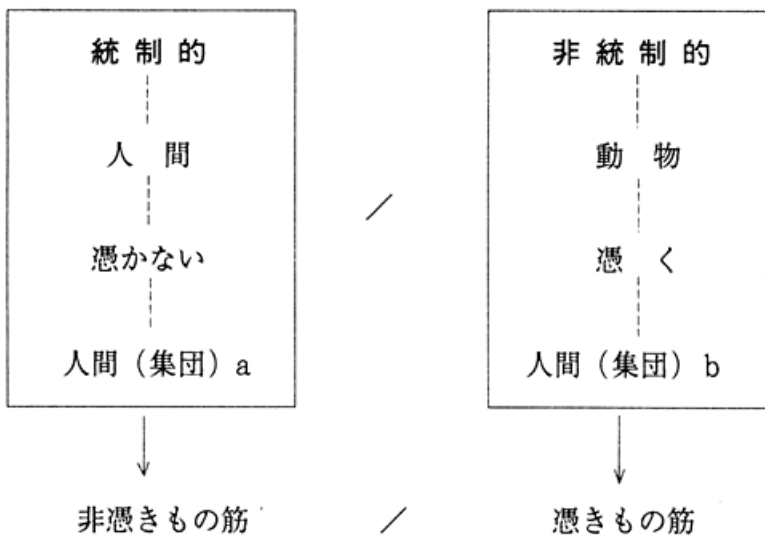 統制的
人間
憑かない
人間（集団）a
非憑きもの筋
／
／
非統制的
動物
憑く
人間（集団）b
憑きもの筋